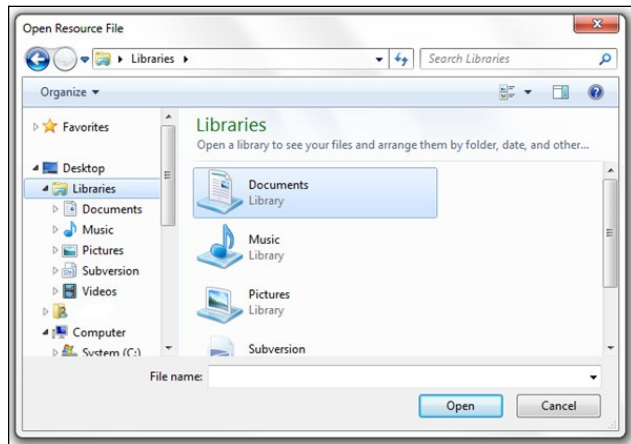 Open Resource File
Libraries
Search Libraries
Organize
Favorites
Desktop
Libraries
Documents
Music
Pictures
Subversion
Videos
Computer
System (C:)
Libraries
Open a library to see your files and arrange them by folder, date, and other...
Documents
Library
Music
Library
Pictures
Library
Subversion
File name:
Open
Cancel